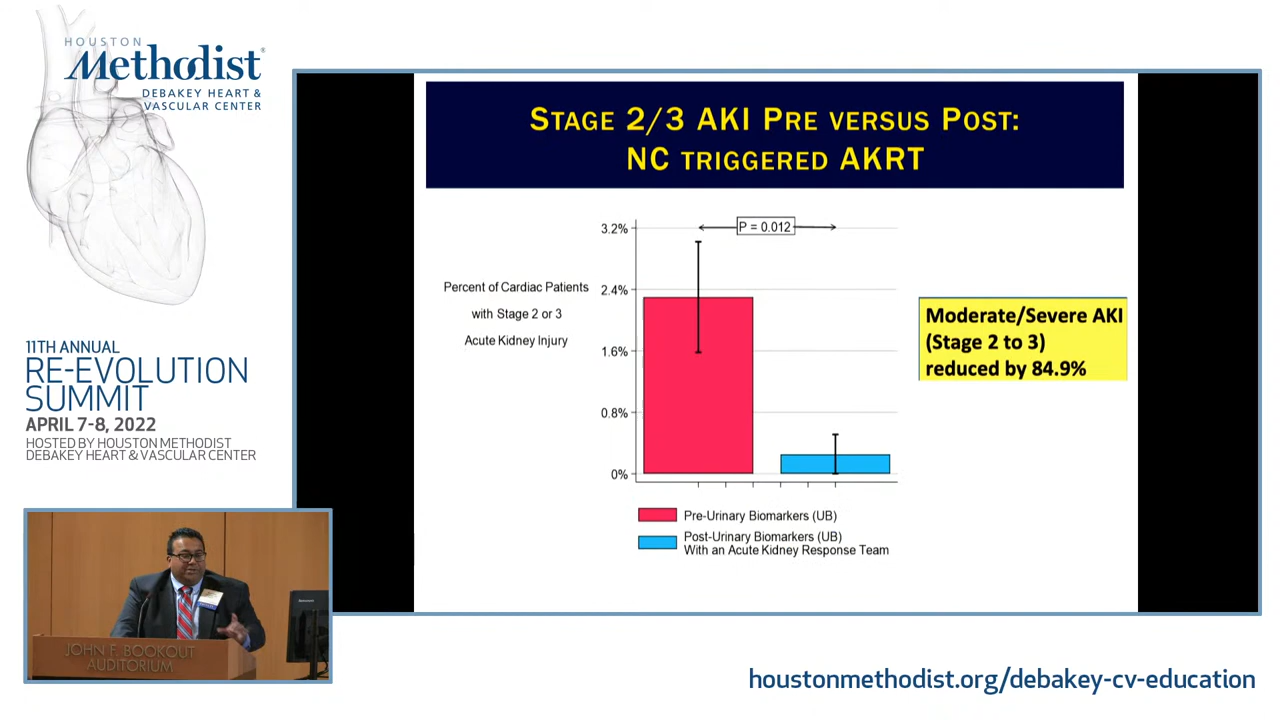 HOUSTON
Methodist
DEBAKEY HEART &
VASCULAR CENTER
11TH ANNUAL
RE-EVOLUTION
SUMMIT
APRIL 7-8, 2022
HOSTED BY HOUSTON METHODIST
DEBAKEY HEART & VASCULAR CENTER
STAGE 2/3 AKI PRE VERSUS POST:
NC TRIGGERED AKRT
3.2%
P = 0.012
Percent of Cardiac Patients
with Stage 2 or 3
Acute Kidney Injury
2.4%
1.6%
0.8%
0%
Moderate/Severe AKI
(Stage 2 to 3)
reduced by 84.9%
Pre-Urinary Biomarkers (UB)
Post-Urinary Biomarkers (UB)
With an Acute Kidney Response Team
JOHN F. BOOKOUT
AUDITORIUM
houstonmethodist.org/debakey-cv-education